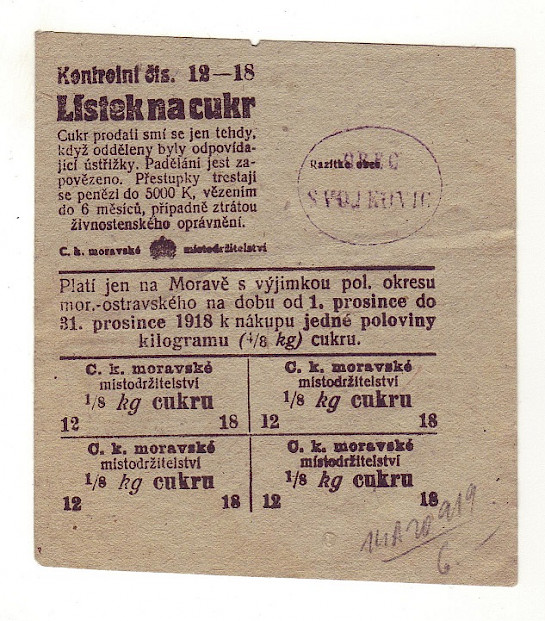 Kontrolní čís. 12—18
Lístek na cukr
Cukr prodati smí se jen tehdy,
když odděleny byly odpovída-
jící ústřižky. Padělání jest za-
povězeno. Přestupky trestají
se penězi do 5000 K, vězením
do 6 měsíců, případně ztrátou
živnostenského oprávnění.
C. k. moravské místodržitelství
Razítko obce.
OBEC
SVOJKOVIC
Platí jen na Moravě s výjimkou pol. okresu
mor.-ostravského na dobu od 1. prosince do
31. prosince 1918 k nákupu jedné poloviny
kilogramu (4/8 kg) cukru.
C. k. moravské
místodržitelství
1/8 kg cukru
12 18
C. k. moravské
místodržitelství
1/8 kg cukru
12 18
C. k. moravské
místodržitelství
1/8 kg cukru
12 18
C. k. moravské
místodržitelství
1/8 kg cukru
12 18
6.—